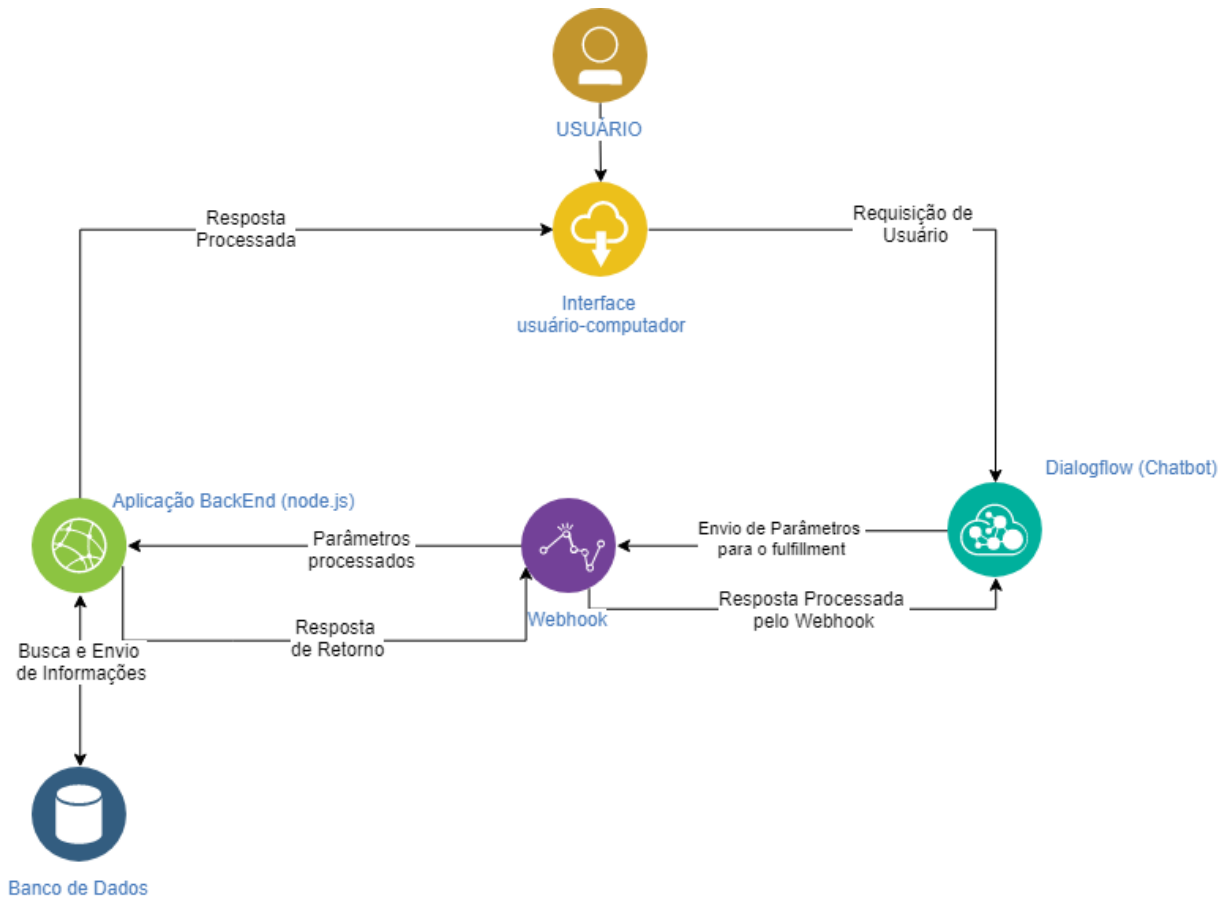 USUÁRIO
Resposta
Processada
Requisição de
Usuário
Interface
usuário-computador
Dialogflow (Chatbot)
Aplicação BackEnd (node.js)
Parâmetros
processados
Envio de Parâmetros
para o fulfillment
Webhook
Resposta Processada
pelo Webhook
Resposta
de Retorno
Busca e Envio
de Informações
Banco de Dados